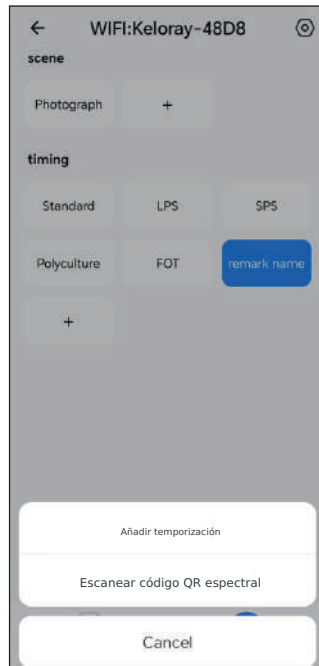 WIFI:Keloray-48D8
scene
Photograph +
timing
Standard LPS SPS
Polyculture FOT remark name
+
Añadir temporización
Escanear código QR espectral
Cancel